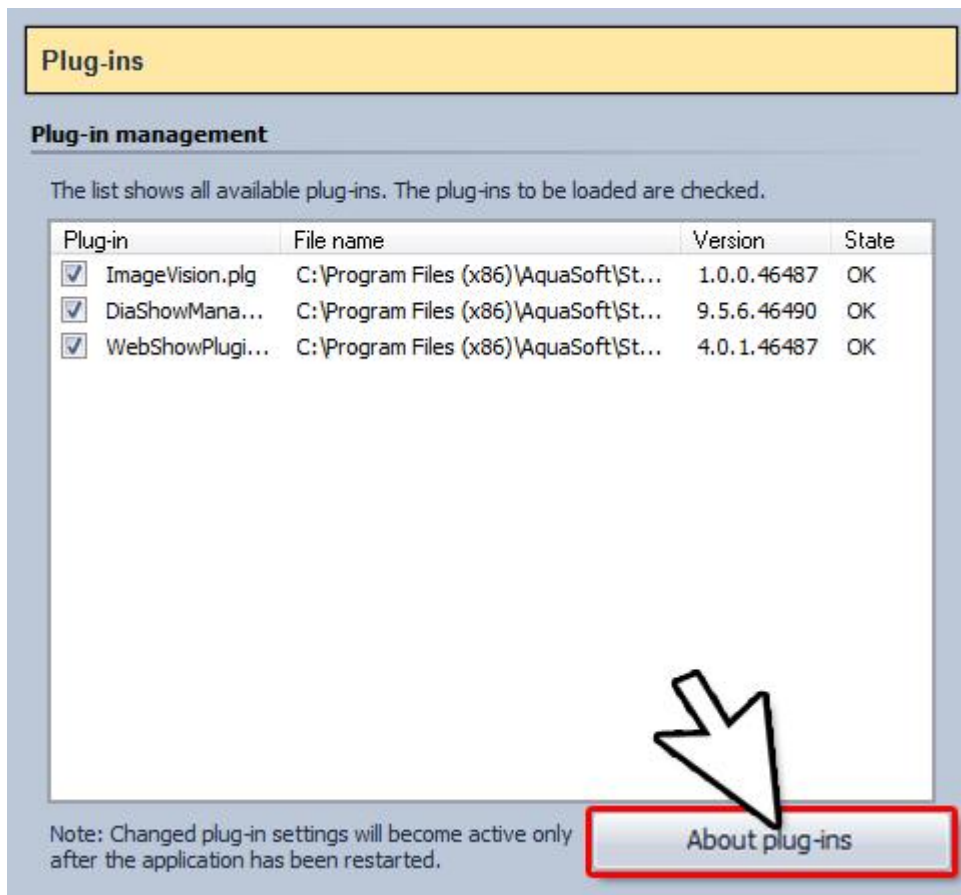 Plug-ins
Plug-in management
The list shows all available plug-ins. The plug-ins to be loaded are checked.
Plug-in File name Version State
ImageVision.plg C:\Program Files (x86)\AquaSoft\St... 1.0.0.46487 OK
DiaShowMana... C:\Program Files (x86)\AquaSoft\St... 9.5.6.46490 OK
WebShowPlugi... C:\Program Files (x86)\AquaSoft\St... 4.0.1.46487 OK
Note: Changed plug-in settings will become active only
after the application has been restarted.
About plug-ins